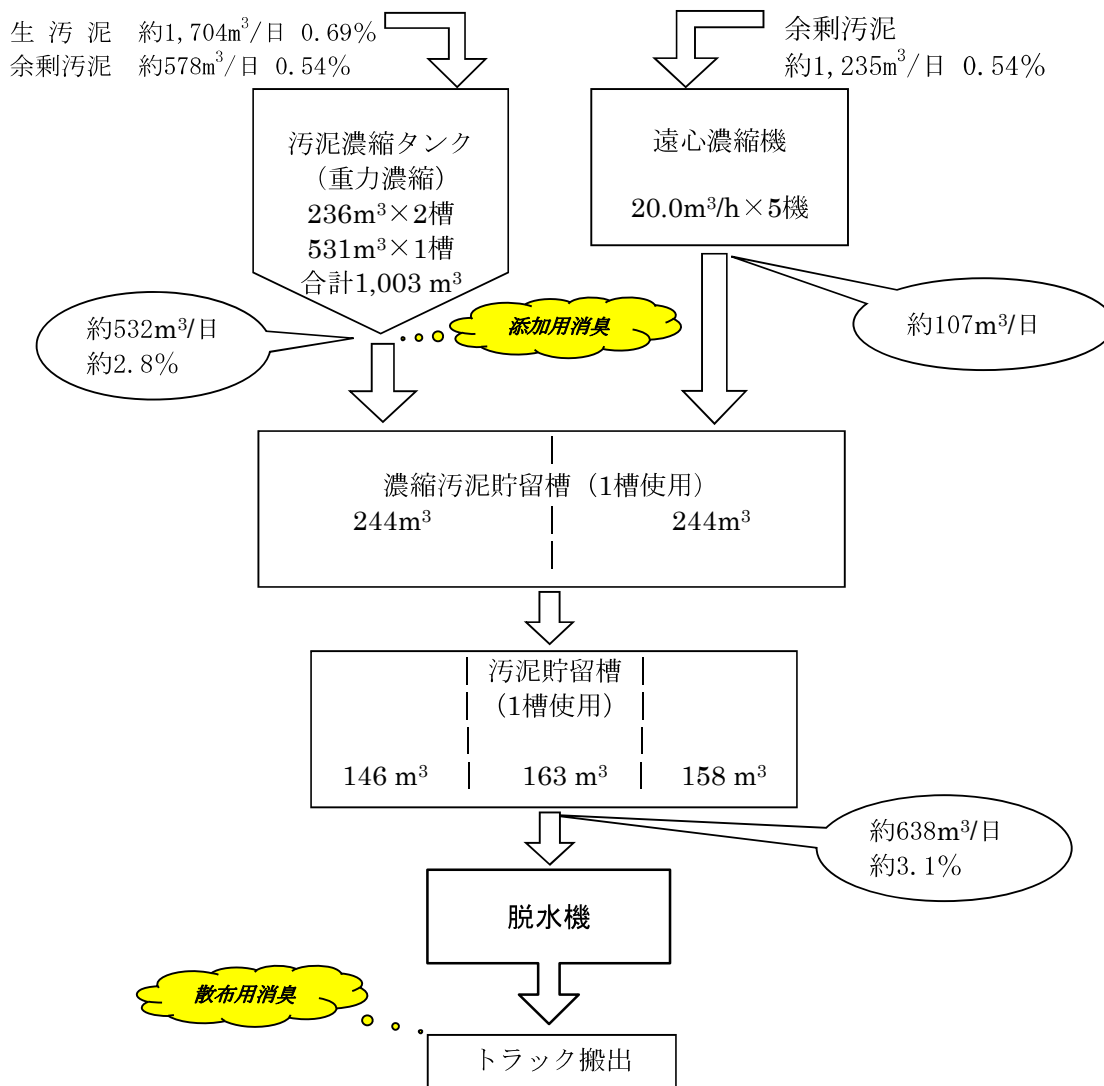 生 汚 泥　約1,704m³/日 0.69%
余剰汚泥　約578m³/日 0.54%
余剰汚泥
約1,235m³/日 0.54%
汚泥濃縮タンク
（重力濃縮）
236m³×2槽
531m³×1槽
合計1,003 m³
遠心濃縮機
20.0m³/h×5機
約532m³/日
約2.8%
添加用消臭
約107m³/日
濃縮汚泥貯留槽（1槽使用）
244m³
244m³
汚泥貯留槽
（1槽使用）
146 m³
163 m³
158 m³
約638m³/日
約3.1%
脱水機
散布用消臭
トラック搬出